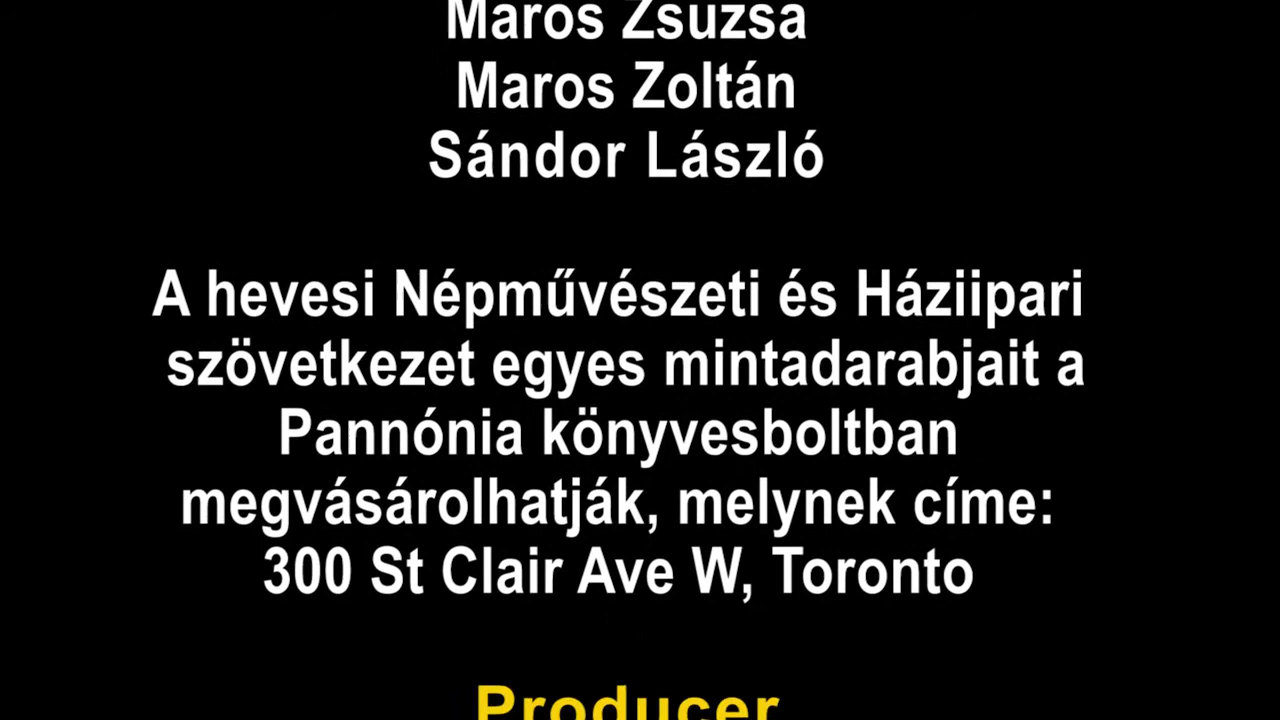 Maros Zsuzsa
Maros Zoltán
Sándor László
A hevesi Népművészeti és Háziipari
szövetkezet egyes mintadarabjait a
Pannónia könyvesboltban
megvásárolhatják, melynek címe:
300 St Clair Ave W, Toronto
Producer